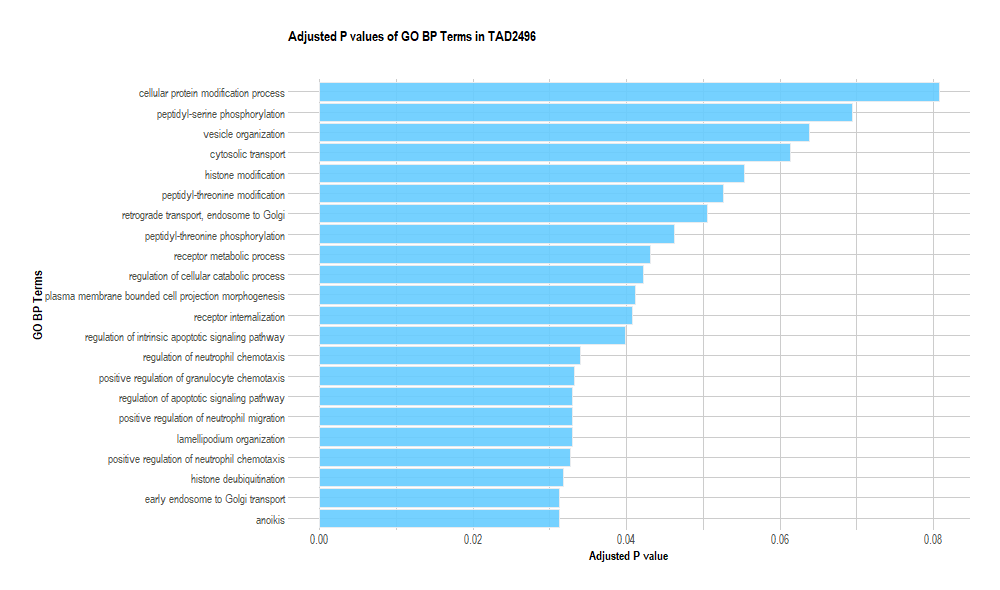 Adjusted P values of GO BP Terms in TAD2496
cellular protein modification process
peptidyl-serine phosphorylation
vesicle organization
cytosolic transport
histone modification
peptidyl-threonine modification
retrograde transport, endosome to Golgi
peptidyl-threonine phosphorylation
receptor metabolic process
regulation of cellular catabolic process
plasma membrane bounded cell projection morphogenesis
receptor internalization
regulation of intrinsic apoptotic signaling pathway
regulation of neutrophil chemotaxis
positive regulation of granulocyte chemotaxis
regulation of apoptotic signaling pathway
positive regulation of neutrophil migration
lamellipodium organization
positive regulation of neutrophil chemotaxis
histone deubiquitination
early endosome to Golgi transport
anoikis
GO BP Terms
0.00 0.02 0.04 0.06 0.08
Adjusted P value